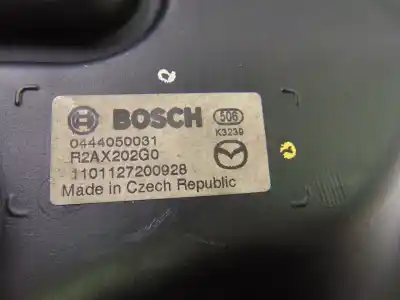 BOSCH 506
K3239
0444050031
R2AX202G0
1101127200928
Made in Czech Republic